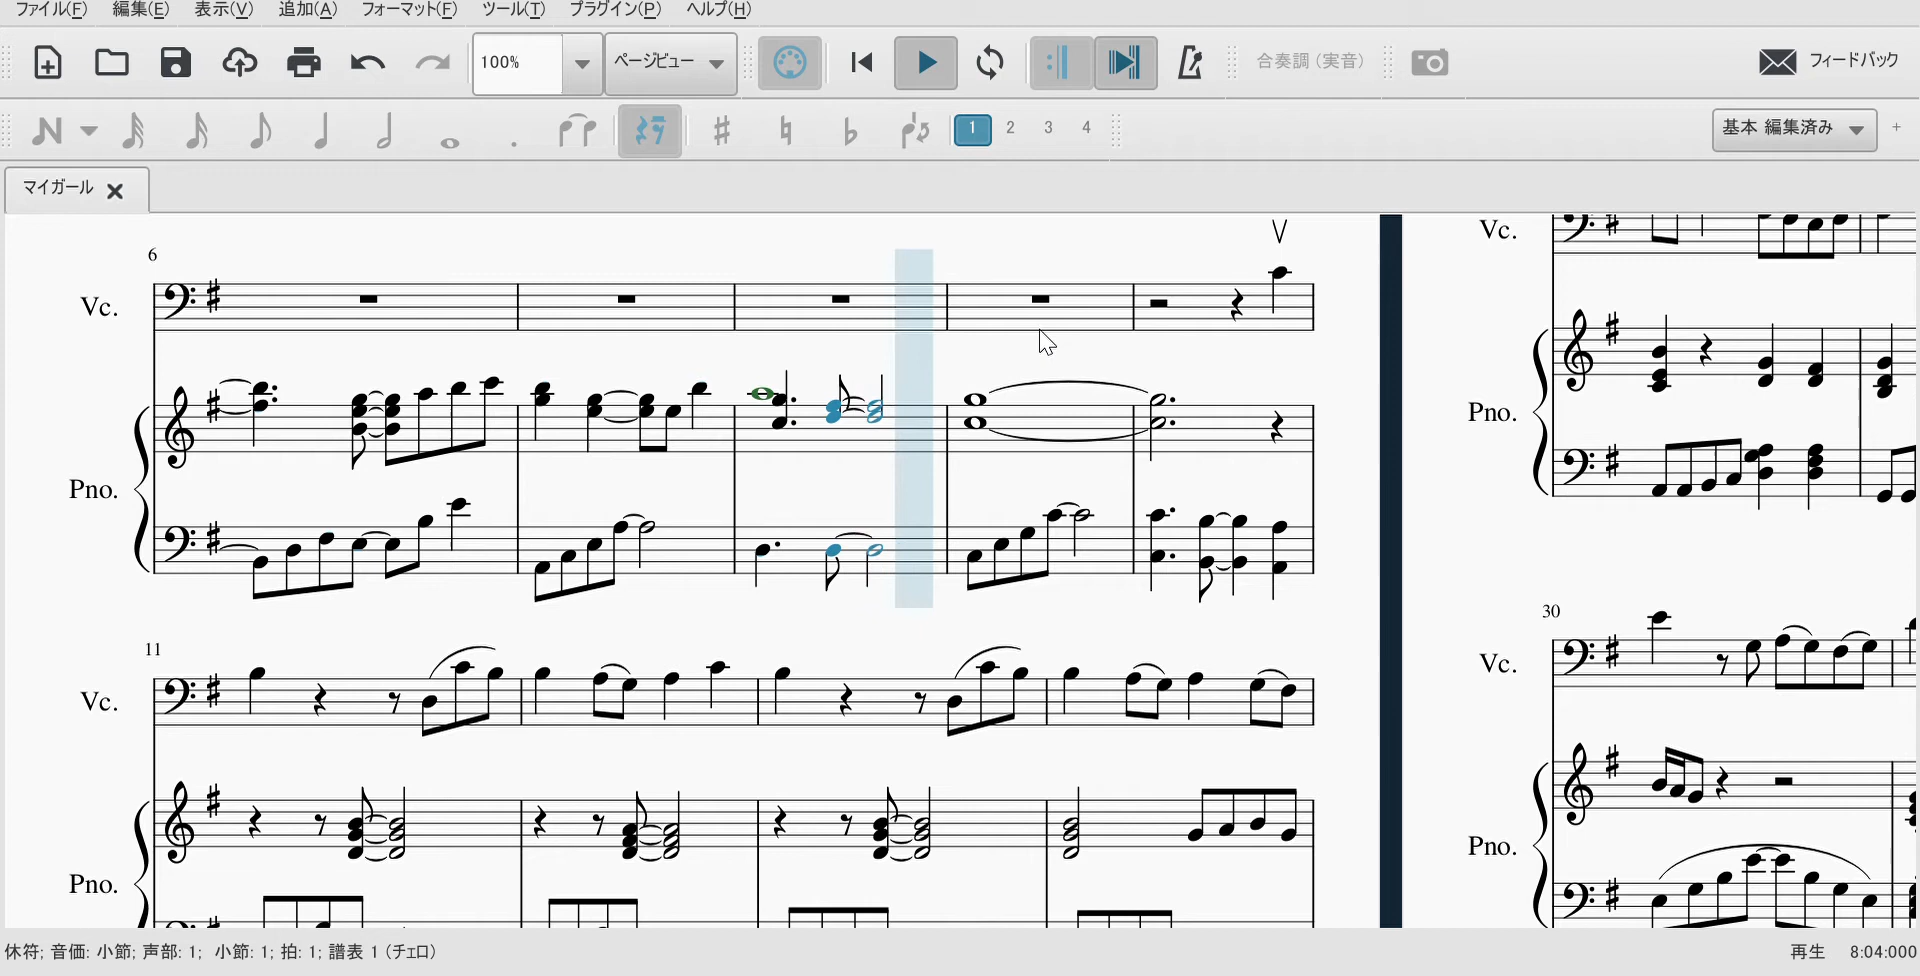 ファイル(F) 編集(E) 表示(V) 追加(A) フォーマット(F) ツール(T) プラグイン(P) ヘルプ(H)
100% ページビュー 合奏調 (実音) フィードバック
1 2 3 4 基本 編集済み +
マイガール
Vc.
6
Vc.
Pno.
Pno.
11
30
Vc.
Vc.
Pno.
Pno.
休符; 音価: 小節; 声部: 1; 小節: 1; 拍: 1; 譜表 1 (チェロ) 再生 8:04:000